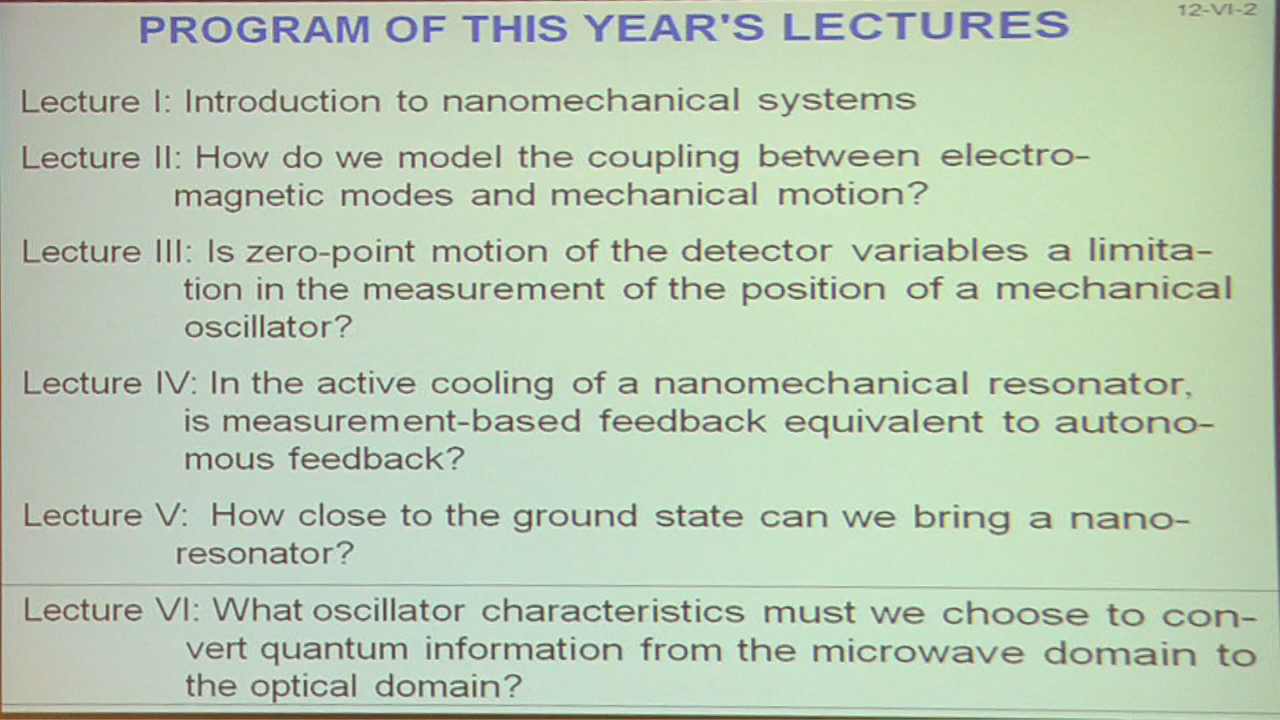 12-VI-2
PROGRAM OF THIS YEAR'S LECTURES
Lecture I: Introduction to nanomechanical systems
Lecture II: How do we model the coupling between electro-
magnetic modes and mechanical motion?
Lecture III: Is zero-point motion of the detector variables a limita-
tion in the measurement of the position of a mechanical
oscillator?
Lecture IV: In the active cooling of a nanomechanical resonator,
is measurement-based feedback equivalent to autono-
mous feedback?
Lecture V: How close to the ground state can we bring a nano-
resonator?
Lecture VI: What oscillator characteristics must we choose to con-
vert quantum information from the microwave domain to
the optical domain?